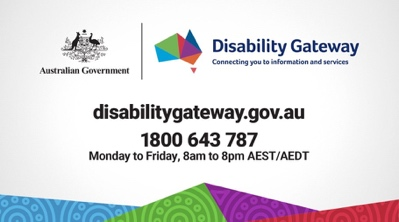 Australian Government
Disability Gateway
Connecting you to information and services
disabilitygateway.gov.au
1800 643 787
Monday to Friday, 8am to 8pm AEST/AEDT